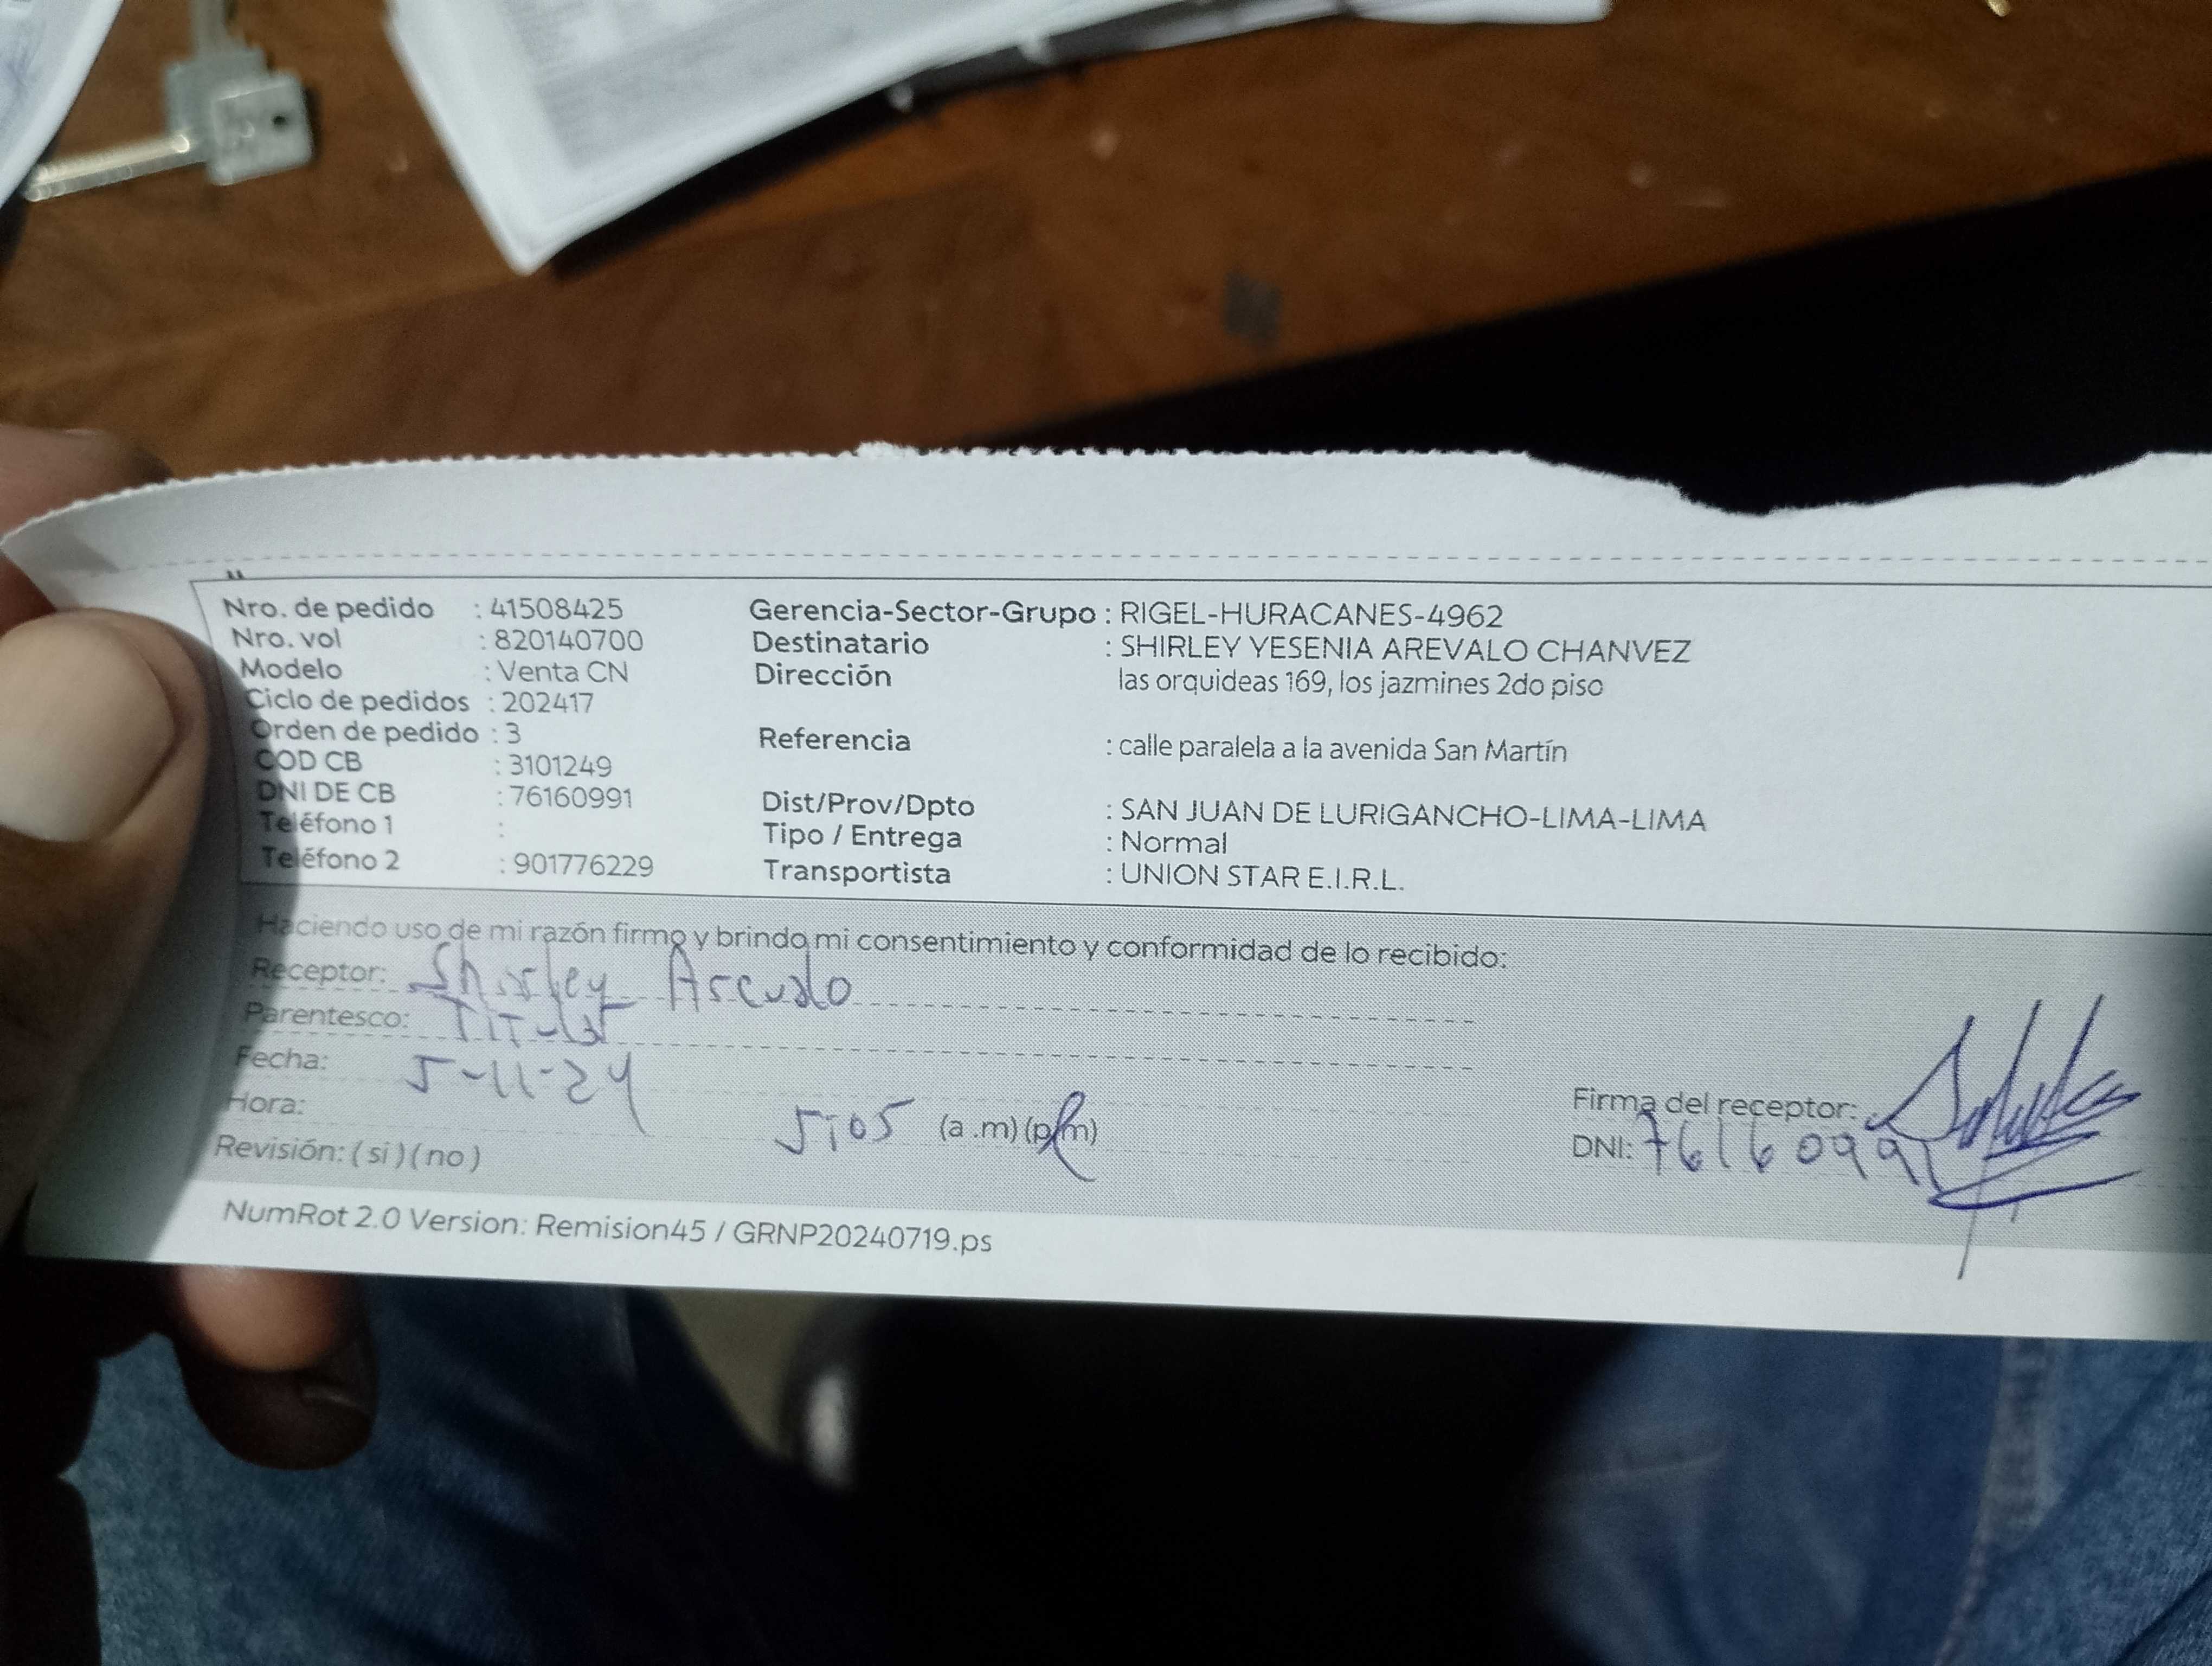 Nro. de pedido : 41508425 Gerencia-Sector-Grupo : RIGEL-HURACANES-4962
Nro. vol : 820140700 Destinatario : SHIRLEY YESENIA AREVALO CHANVEZ
Modelo : Venta CN Dirección las orquideas 169, los jazmines 2do piso
Ciclo de pedidos : 202417
Orden de pedido : 3 Referencia : calle paralela a la avenida San Martín
COD CB : 3101249
DNI DE CB : 76160991 Dist/Prov/Dpto : SAN JUAN DE LURIGANCHO-LIMA-LIMA
Teléfono 1 : Tipo / Entrega : Normal
Teléfono 2 : 901776229 Transportista : UNION STAR E.I.R.L.
Haciendo uso de mi razón firmo y brindo mi consentimiento y conformidad de lo recibido:
Receptor: Shirley Arevalo
Parentesco:
Fecha: 5-11-24
Hora: 5:05 (a .m) (p.m) Firma del receptor:
Revisión: ( si ) ( no ) DNI: 76160991
NumRot 2.0 Version: Remision45 / GRNP20240719.ps